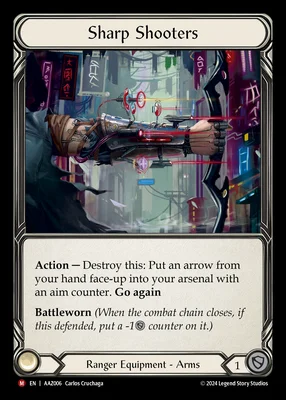 Sharp Shooters
Action — Destroy this: Put an arrow from
your hand face-up into your arsenal with
an aim counter. Go again
Battleworn (When the combat chain closes, if
this defended, put a -1 counter on it.)
Ranger Equipment - Arms
1
M EN | AAZ006 Carlos Cruchaga
© 2024 Legend Story Studios